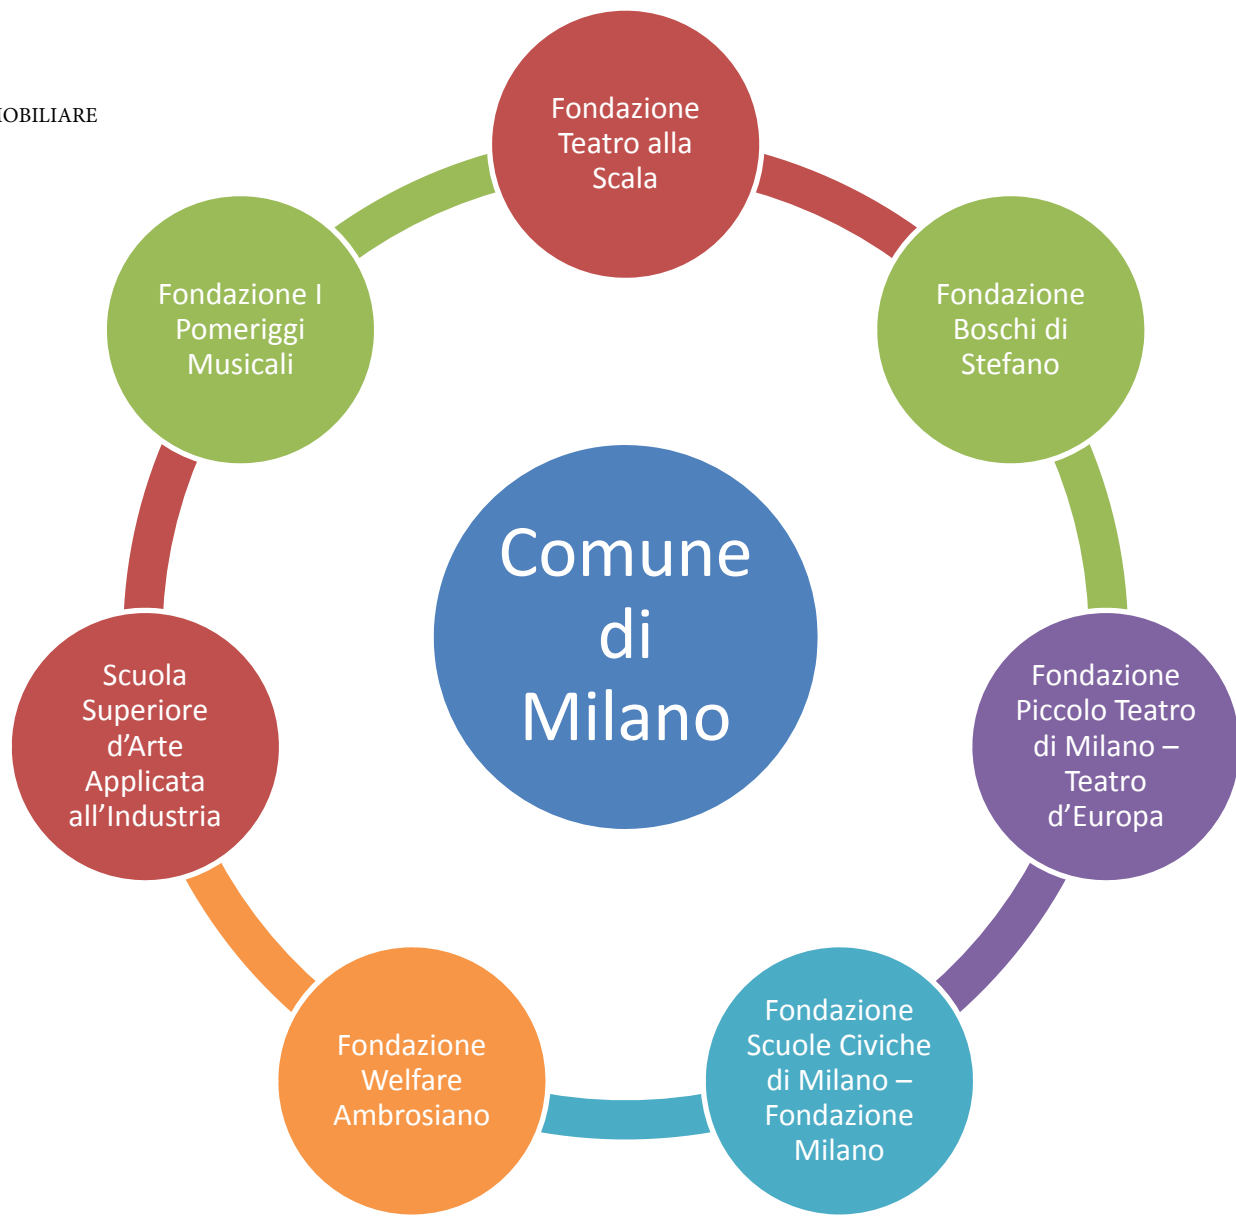 Fondazione
Teatro alla
Scala
MOBILIARE
Fondazione
Boschi di
Stefano
Fondazione I
Pomeriggi
Musicali
Comune
di
Milano
Fondazione
Piccolo Teatro
di Milano –
Teatro
d’Europa
Scuola
Superiore
d’Arte
Applicata
all’Industria
Fondazione
Scuole Civiche
di Milano –
Fondazione
Milano
Fondazione
Welfare
Ambrosiano